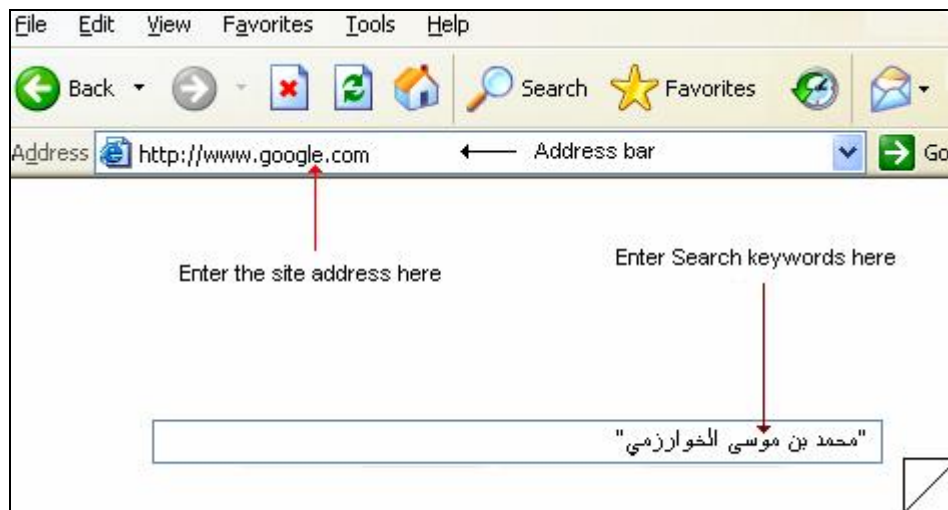 File Edit View Favorites Tools Help
Back Search Favorites
Address http://www.google.com Address bar Go
Enter the site address here
Enter Search keywords here
"محمد بن موسى الخوارزمي"